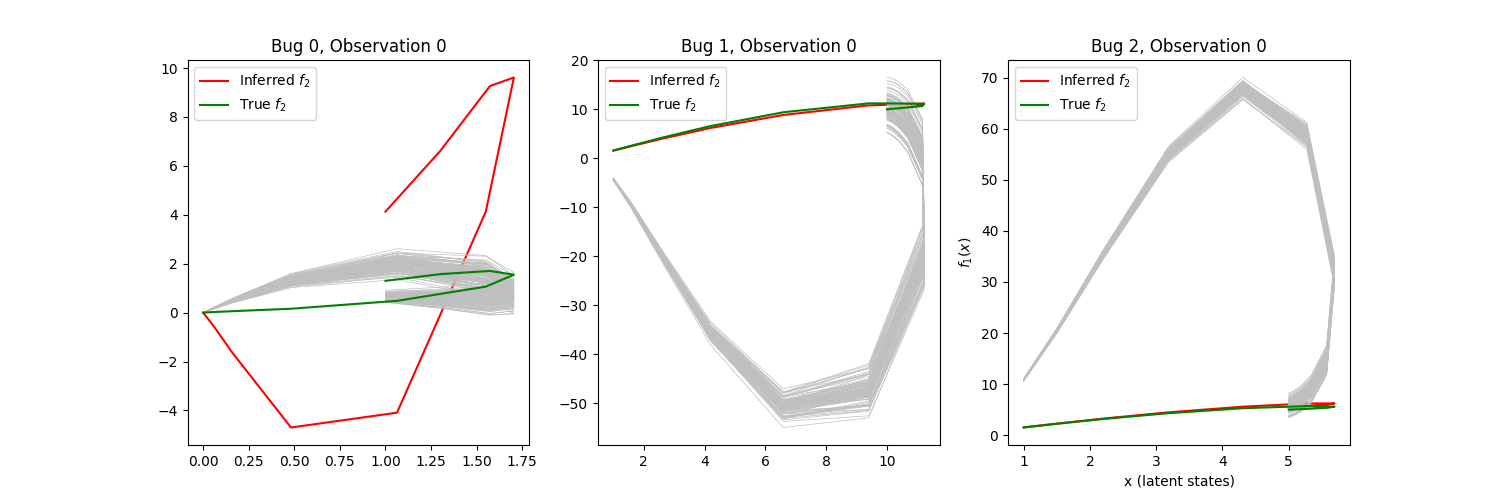 Bug 0, Observation 0
Inferred f₂
True f₂
10
8
6
4
2
0
−2
−4
0.00 0.25 0.50 0.75 1.00 1.25 1.50 1.75
Bug 1, Observation 0
Inferred f₂
True f₂
20
10
0
−10
−20
−30
−40
−50
2 4 6 8 10
Bug 2, Observation 0
Inferred f₂
True f₂
f₁(x)
70
60
50
40
30
20
10
0
1 2 3 4 5
x (latent states)